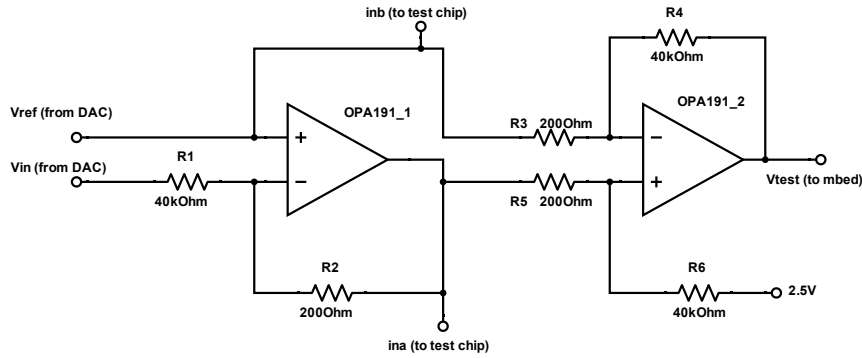 inb (to test chip)
R4
40kOhm
OPA191_1
OPA191_2
Vref (from DAC)
R3
200Ohm
+
−
Vin (from DAC)
R1
40kOhm
−
+
R5
200Ohm
Vtest (to mbed)
R2
200Ohm
R6
40kOhm
2.5V
ina (to test chip)